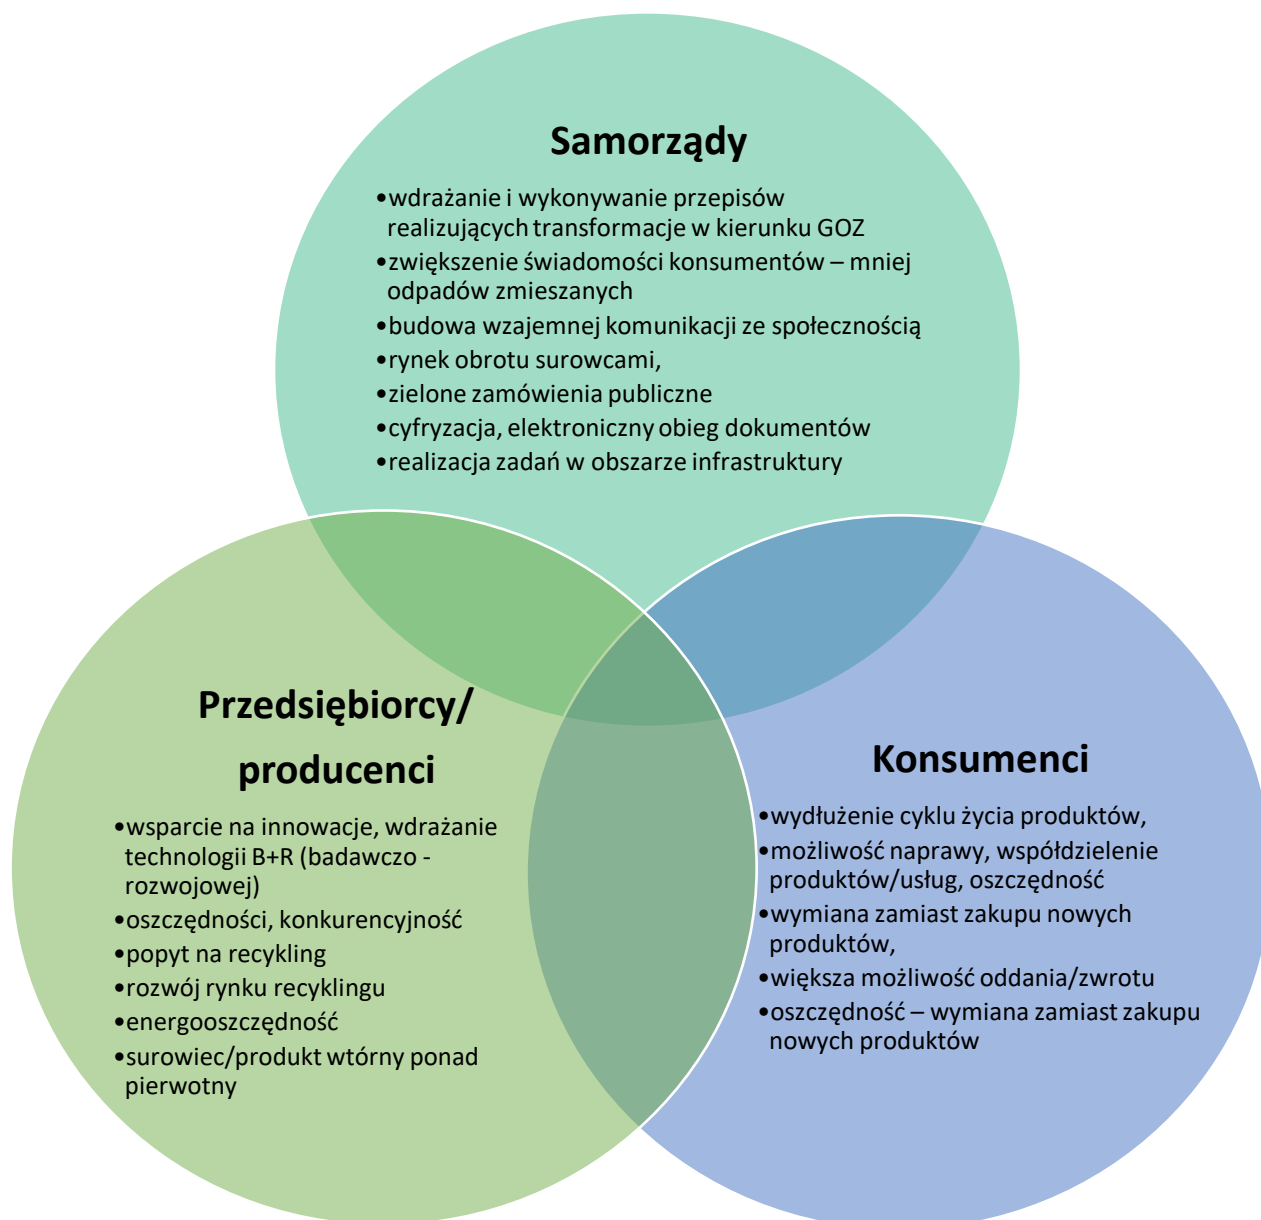 Samorządy
•wdrażanie i wykonywanie przepisów
realizujących transformacje w kierunku GOZ
•zwiększenie świadomości konsumentów – mniej
odpadów zmieszanych
•budowa wzajemnej komunikacji ze społecznością
•rynek obrotu surowcami,
•zielone zamówienia publiczne
•cyfryzacja, elektroniczny obieg dokumentów
•realizacja zadań w obszarze infrastruktury
Przedsiębiorcy/
producenci
•wsparcie na innowacje, wdrażanie
technologii B+R (badawczo -
rozwojowej)
•oszczędności, konkurencyjność
•popyt na recykling
•rozwój rynku recyklingu
•energooszczędność
•surowiec/produkt wtórny ponad
pierwotny
Konsumenci
•wydłużenie cyklu życia produktów,
•możliwość naprawy, współdzielenie
produktów/usług, oszczędność
•wymiana zamiast zakupu nowych
produktów,
•większa możliwość oddania/zwrotu
•oszczędność – wymiana zamiast zakupu
nowych produktów